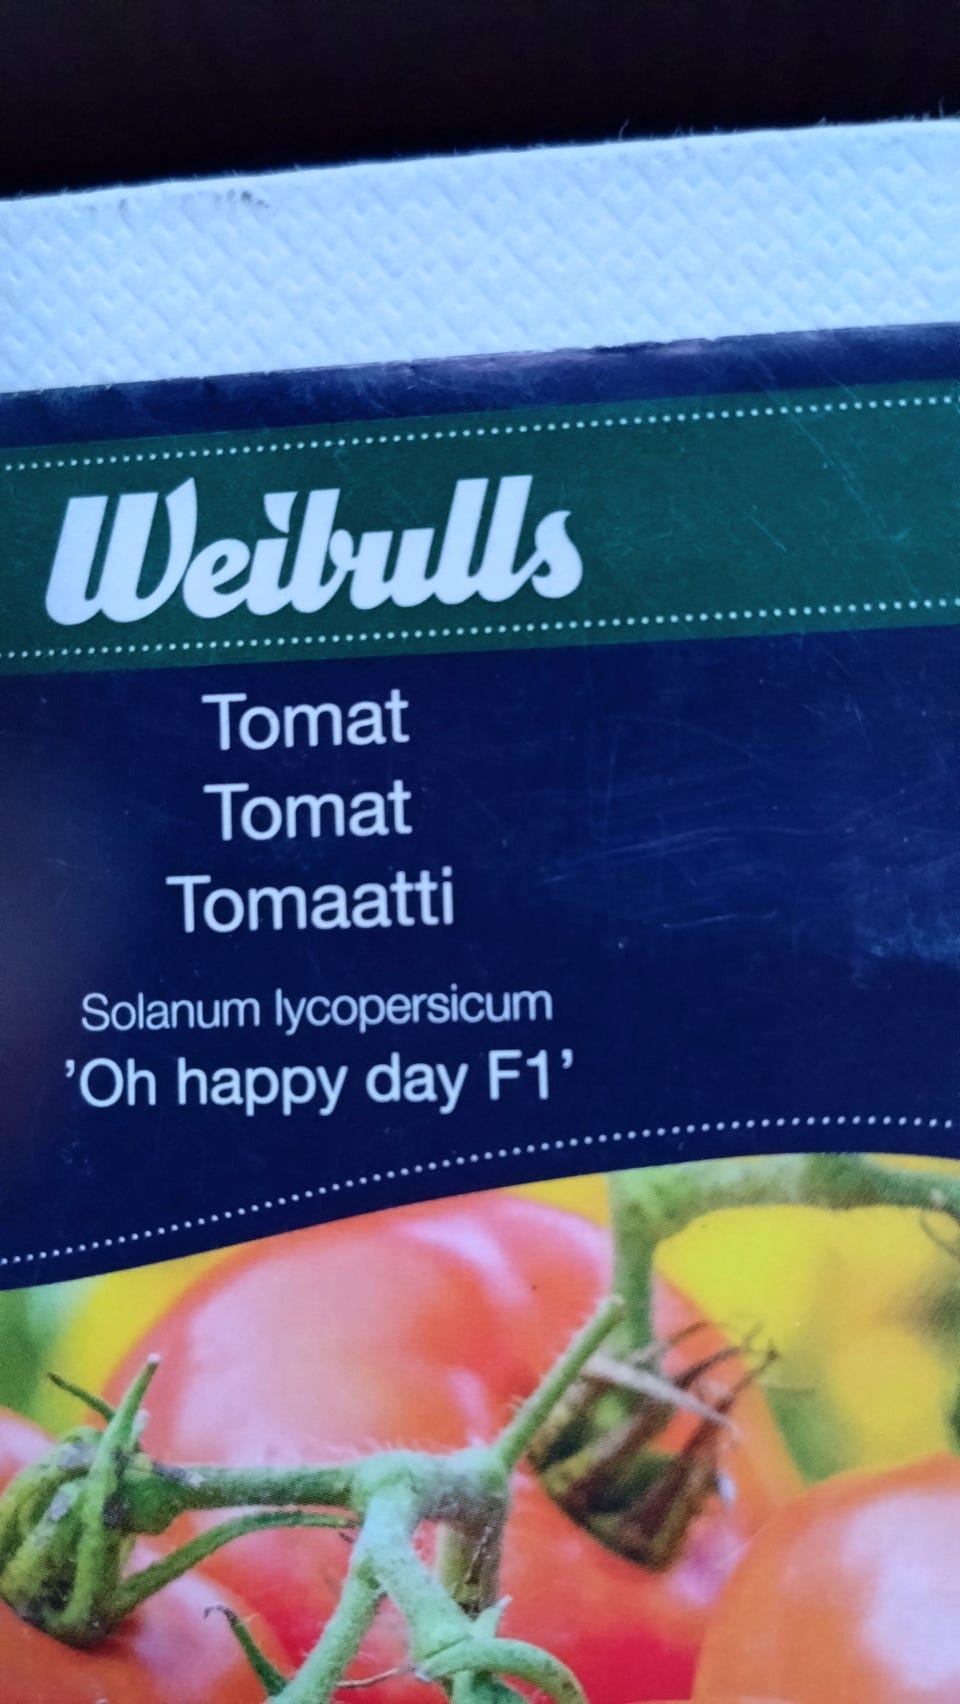 Weibulls
Tomat
Tomat
Tomaatti
Solanum lycopersicum
’Oh happy day F1’